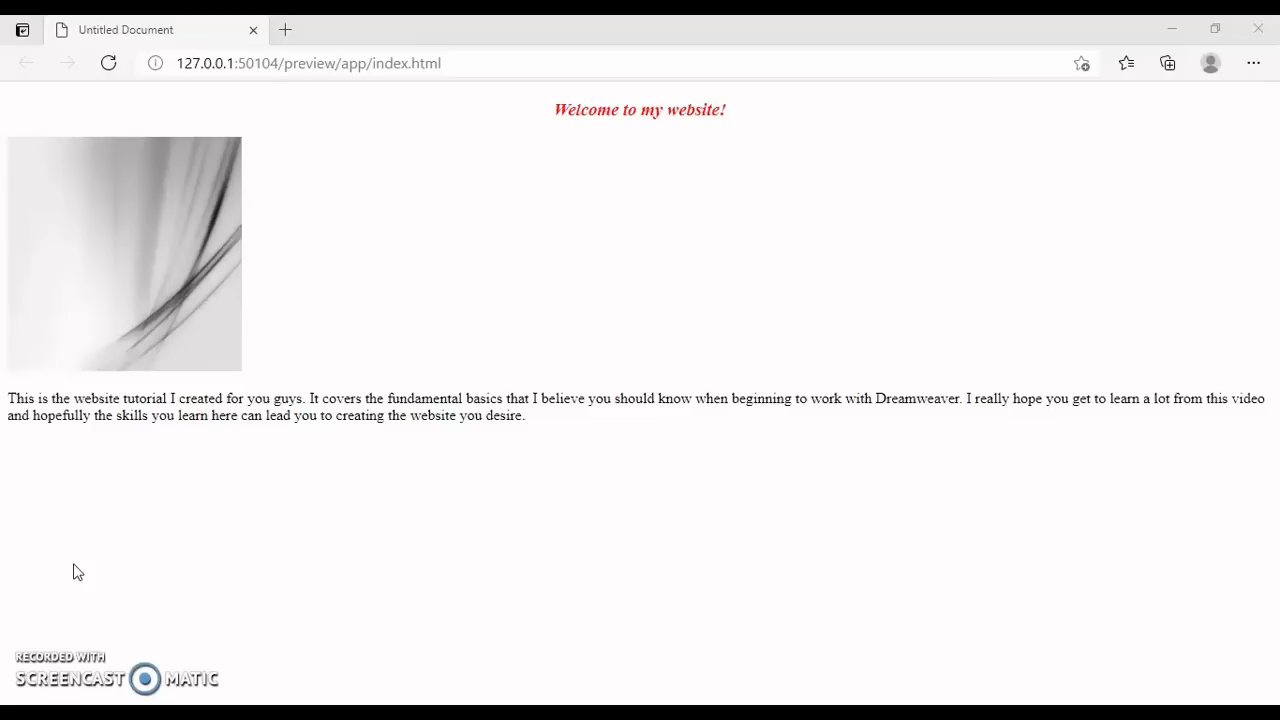 Untitled Document
127.0.0.1:50104/preview/app/index.html
Welcome to my website!
This is the website tutorial I created for you guys. It covers the fundamental basics that I believe you should know when beginning to work with Dreamweaver. I really hope you get to learn a lot from this video
and hopefully the skills you learn here can lead you to creating the website you desire.
RECORDED WITH
SCREENCAST MATIC